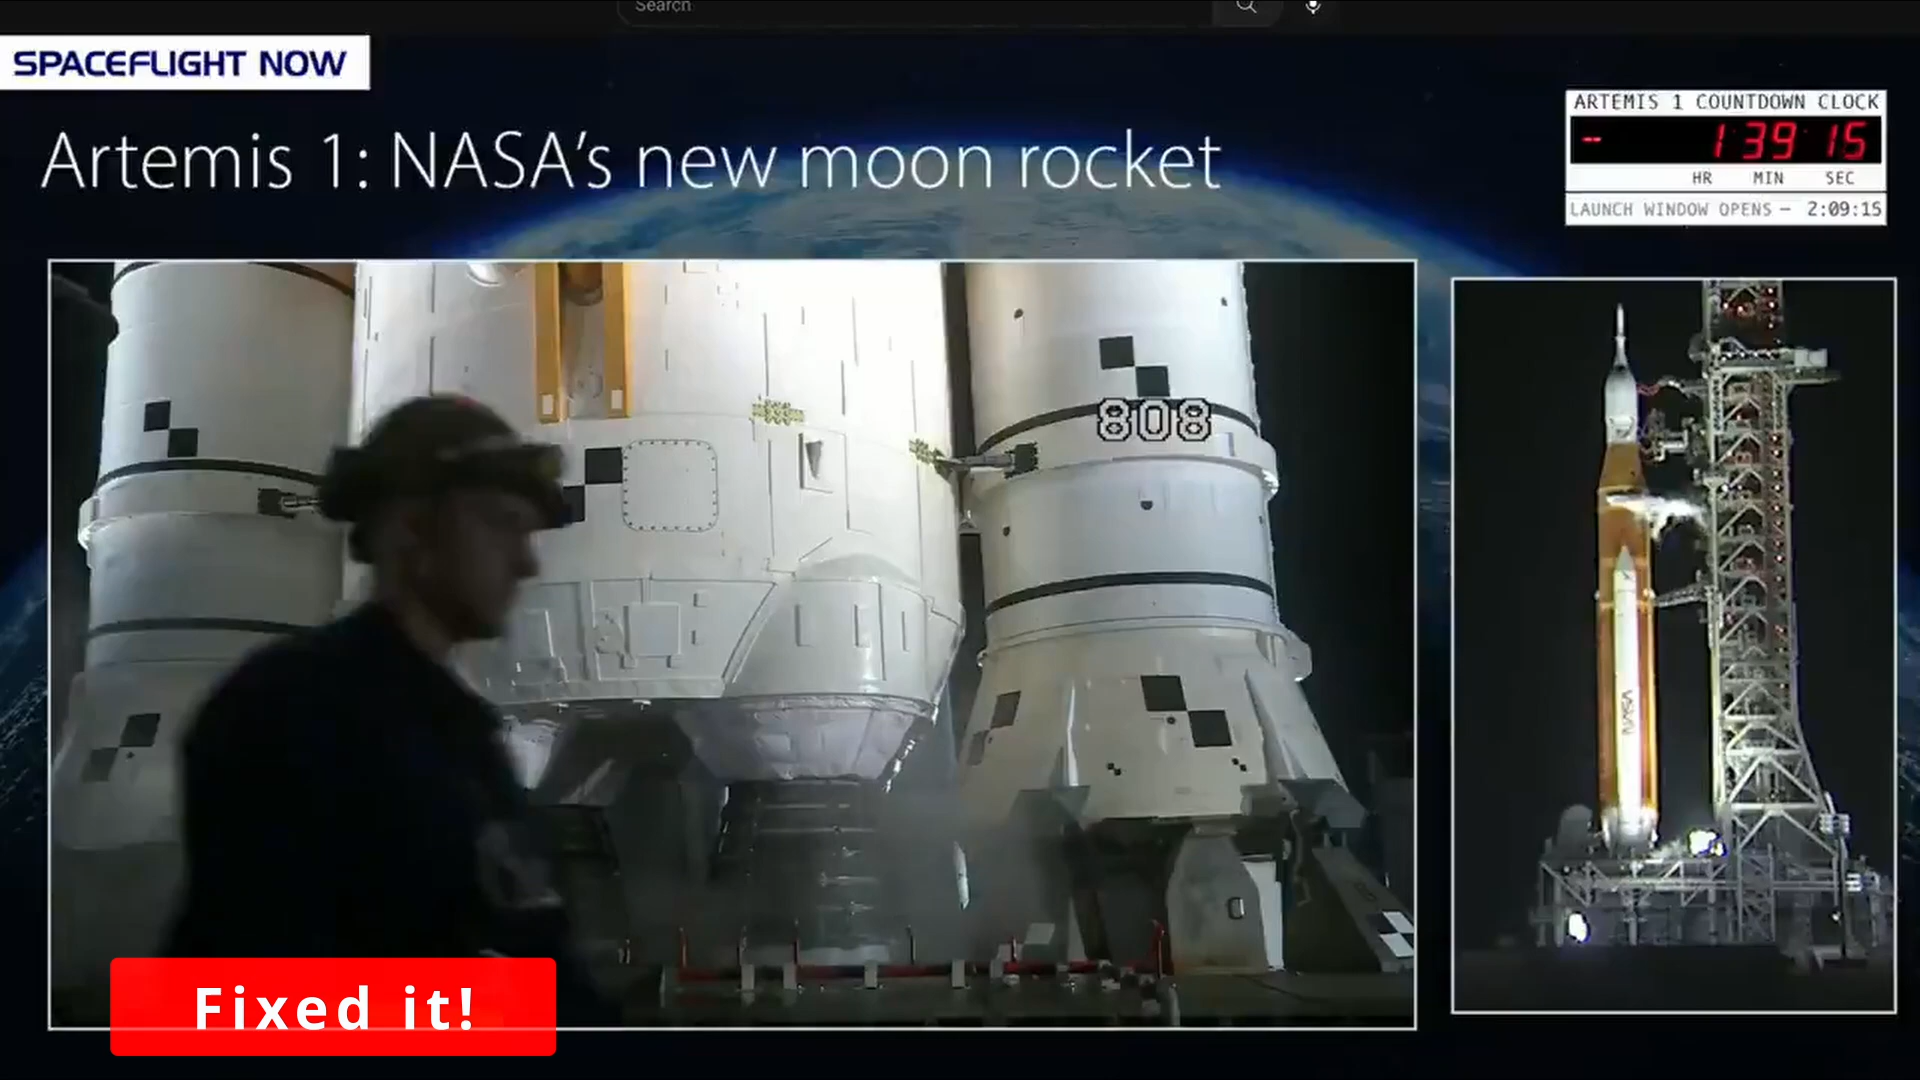 Search
SPACEFLIGHT NOW
Artemis 1: NASA's new moon rocket
ARTEMIS 1 COUNTDOWN CLOCK
- 1 39 15
HR MIN SEC
LAUNCH WINDOW OPENS - 2:09:15
808
NASA
Fixed it!